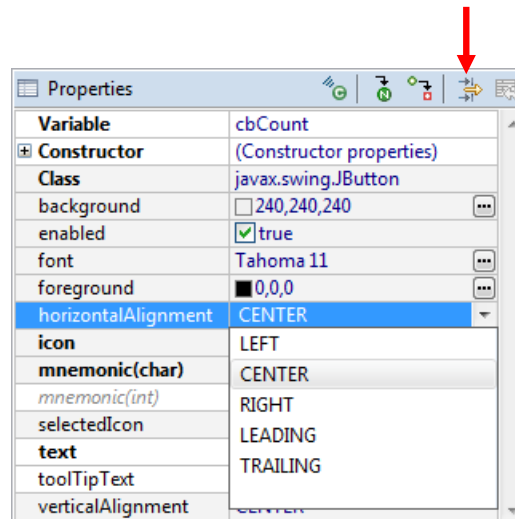 Properties
Variable cbCount
Constructor (Constructor properties)
Class javax.swing.JButton
background 240,240,240
enabled true
font Tahoma 11
foreground 0,0,0
horizontalAlignment CENTER
icon LEFT
mnemonic(char) CENTER
mnemonic(int) RIGHT
selectedIcon LEADING
text TRAILING
toolTipText
verticalAlignment CENTER